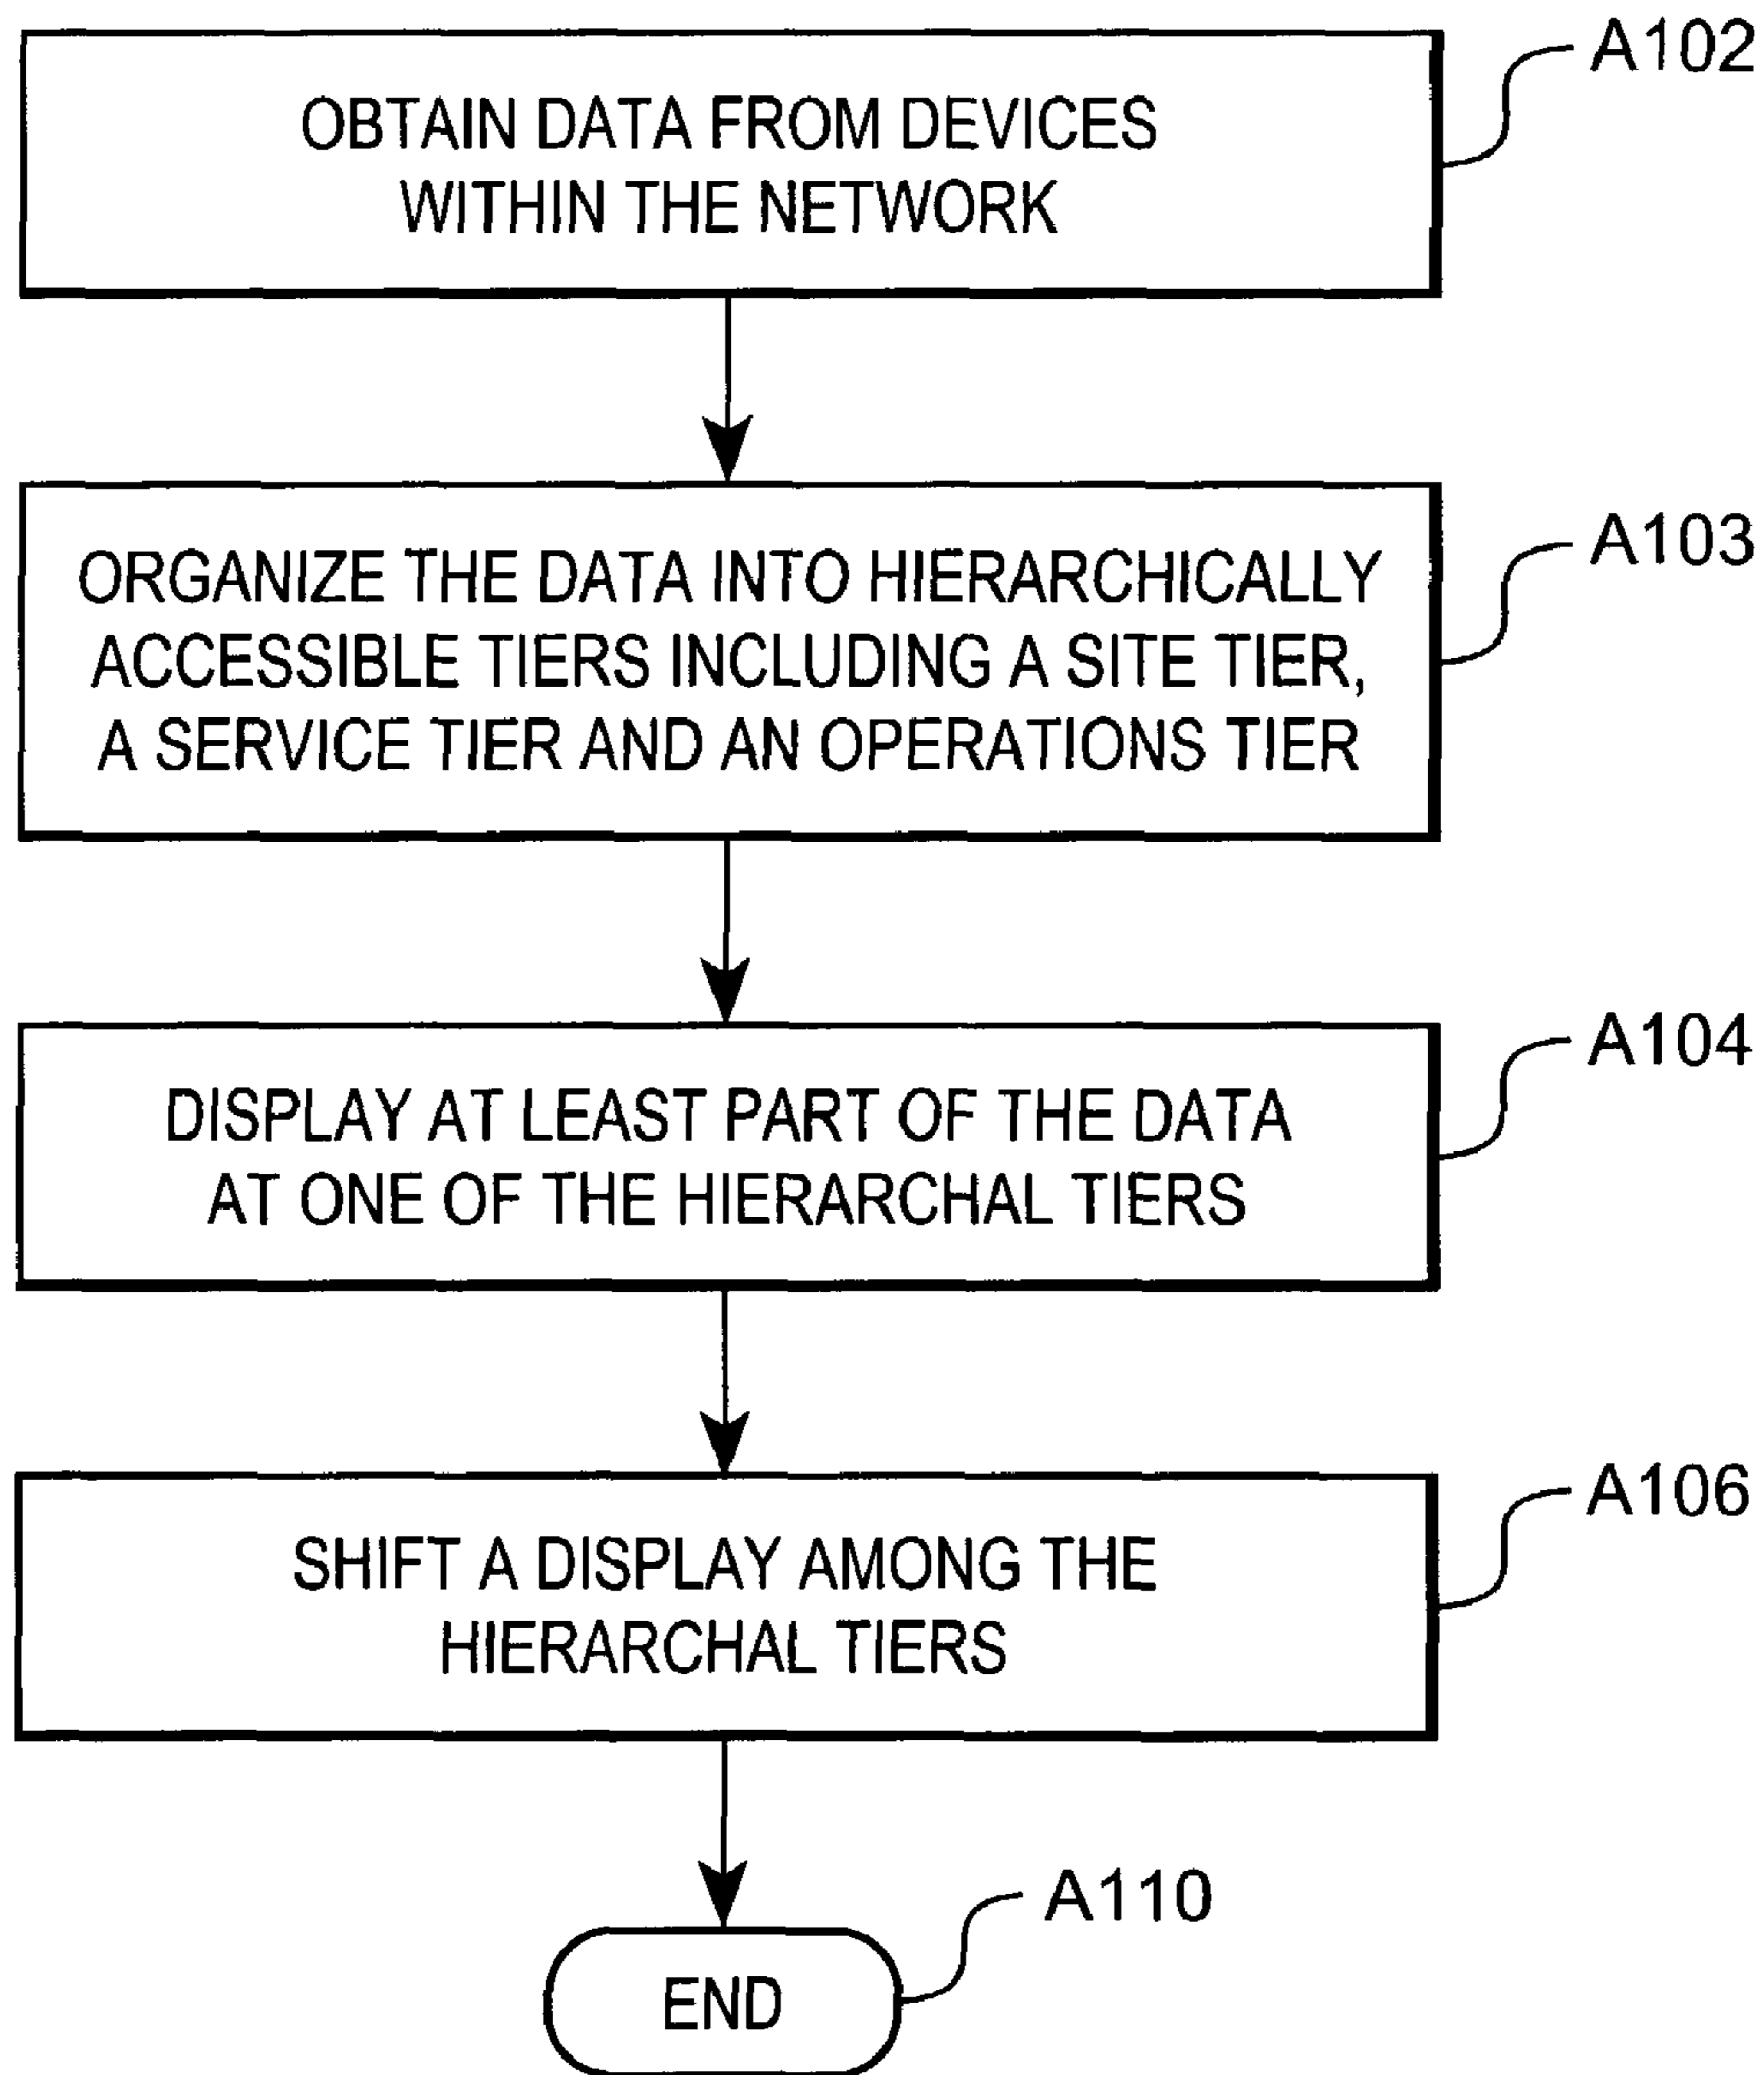 A102
OBTAIN DATA FROM DEVICES
WITHIN THE NETWORK
A103
ORGANIZE THE DATA INTO HIERARCHICALLY
ACCESSIBLE TIERS INCLUDING A SITE TIER,
A SERVICE TIER AND AN OPERATIONS TIER
A104
DISPLAY AT LEAST PART OF THE DATA
AT ONE OF THE HIERARCHAL TIERS
A106
SHIFT A DISPLAY AMONG THE
HIERARCHAL TIERS
A110
END